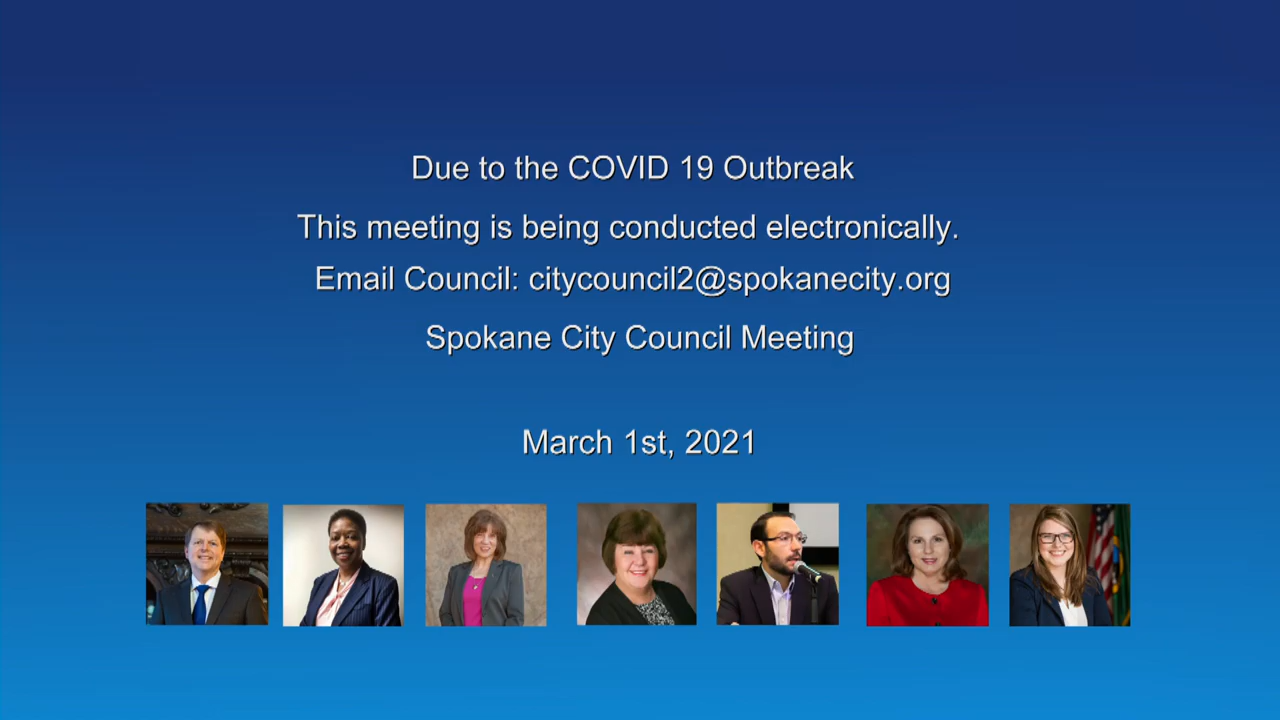 Due to the COVID 19 Outbreak
This meeting is being conducted electronically.
Email Council: citycouncil2@spokanecity.org
Spokane City Council Meeting
March 1st, 2021